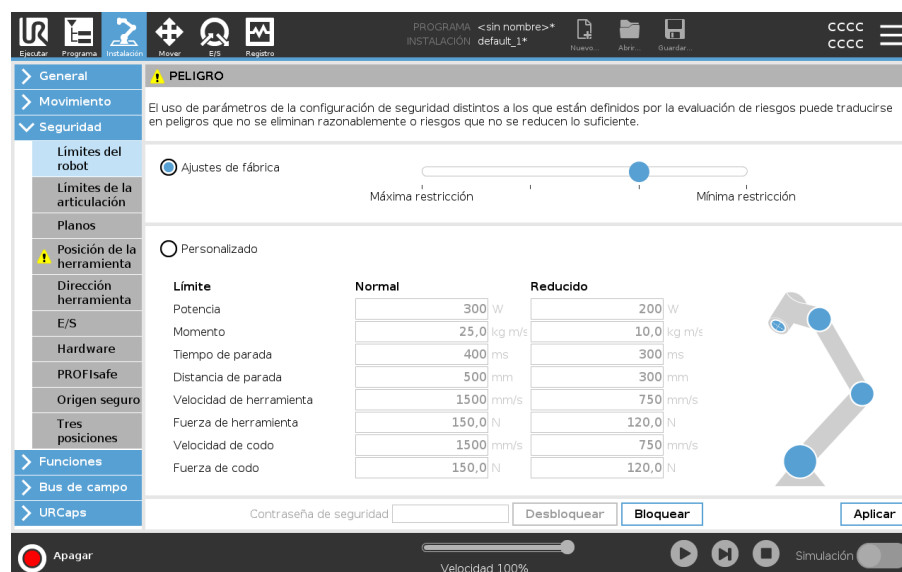 PROGRAMA <sin nombre>*
INSTALACIÓN default_1*
Ejecutar Programa Instalación Mover E/S Registro Nuevo... Abrir... Guardar...
cccc
cccc
General
Movimiento
Seguridad
Límites del
robot
Límites de la
articulación
Planos
Posición de la
herramienta
Dirección
herramienta
E/S
Hardware
PROFIsafe
Origen seguro
Tres
posiciones
Funciones
Bus de campo
URCaps
PELIGRO
El uso de parámetros de la configuración de seguridad distintos a los que están definidos por la evaluación de riesgos puede traducirse
en peligros que no se eliminan razonablemente o riesgos que no se reducen lo suficiente.
Ajustes de fábrica
Máxima restricción Mínima restricción
Personalizado
Límite Normal Reducido
Potencia 300 W 200 W
Momento 25,0 kg m/s 10,0 kg m/s
Tiempo de parada 400 ms 300 ms
Distancia de parada 500 mm 300 mm
Velocidad de herramienta 1500 mm/s 750 mm/s
Fuerza de herramienta 150,0 N 120,0 N
Velocidad de codo 1500 mm/s 750 mm/s
Fuerza de codo 150,0 N 120,0 N
Contraseña de seguridad Desbloquear Bloquear Aplicar
Apagar
Velocidad 100%
Simulación